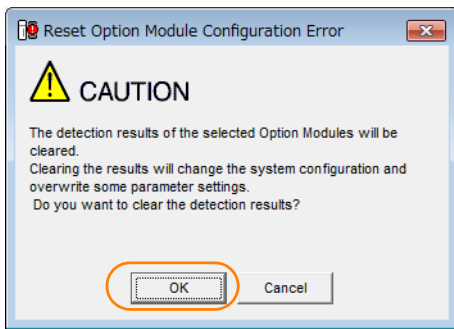 Reset Option Module Configuration Error
CAUTION
The detection results of the selected Option Modules will be
cleared.
Clearing the results will change the system configuration and
overwrite some parameter settings.
Do you want to clear the detection results?
OK Cancel